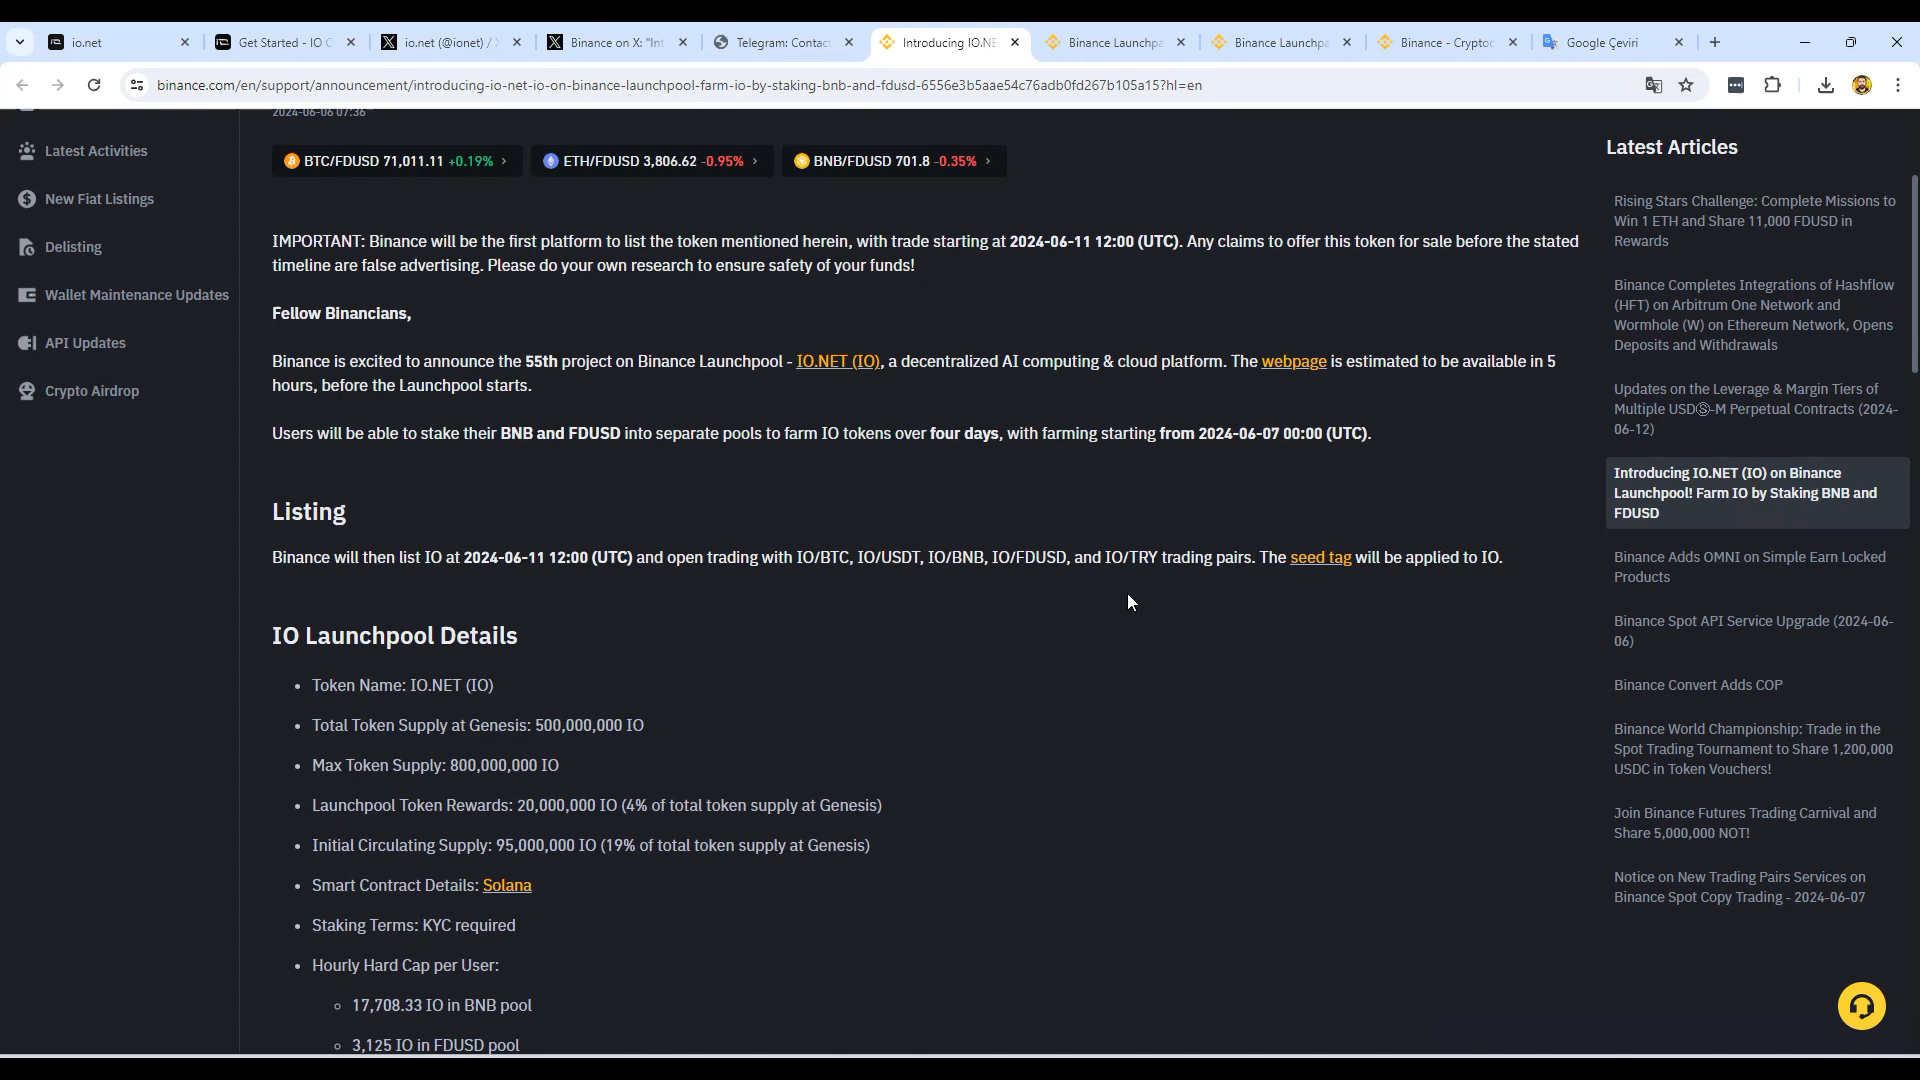 io.net
Get Started - IO C
io.net (@ionet) / X
Binance on X: "Int
Telegram: Contact
Introducing IO.NE
Binance Launchpa
Binance Launchpa
Binance - Cryptoc
Google Çeviri
binance.com/en/support/announcement/introducing-io-net-io-on-binance-launchpool-farm-io-by-staking-bnb-and-fdusd-6556e3b5aae54c76adb0fd267b105a15?hl=en
Latest Activities
New Fiat Listings
Delisting
Wallet Maintenance Updates
API Updates
Crypto Airdrop
2024-06-06 07:36
BTC/FDUSD 71,011.11 +0.19% >
ETH/FDUSD 3,806.62 -0.95% >
BNB/FDUSD 701.8 -0.35% >
IMPORTANT: Binance will be the first platform to list the token mentioned herein, with trade starting at 2024-06-11 12:00 (UTC). Any claims to offer this token for sale before the stated
timeline are false advertising. Please do your own research to ensure safety of your funds!
Fellow Binancians,
Binance is excited to announce the 55th project on Binance Launchpool - IO.NET (IO), a decentralized AI computing & cloud platform. The webpage is estimated to be available in 5
hours, before the Launchpool starts.
Users will be able to stake their BNB and FDUSD into separate pools to farm IO tokens over four days, with farming starting from 2024-06-07 00:00 (UTC).
Listing
Binance will then list IO at 2024-06-11 12:00 (UTC) and open trading with IO/BTC, IO/USDT, IO/BNB, IO/FDUSD, and IO/TRY trading pairs. The seed tag will be applied to IO.
IO Launchpool Details
• Token Name: IO.NET (IO)
• Total Token Supply at Genesis: 500,000,000 IO
• Max Token Supply: 800,000,000 IO
• Launchpool Token Rewards: 20,000,000 IO (4% of total token supply at Genesis)
• Initial Circulating Supply: 95,000,000 IO (19% of total token supply at Genesis)
• Smart Contract Details: Solana
• Staking Terms: KYC required
• Hourly Hard Cap per User:
◦ 17,708.33 IO in BNB pool
◦ 3,125 IO in FDUSD pool
Latest Articles
Rising Stars Challenge: Complete Missions to
Win 1 ETH and Share 11,000 FDUSD in
Rewards
Binance Completes Integrations of Hashflow
(HFT) on Arbitrum One Network and
Wormhole (W) on Ethereum Network, Opens
Deposits and Withdrawals
Updates on the Leverage & Margin Tiers of
Multiple USDⓈ-M Perpetual Contracts (2024-
06-12)
Introducing IO.NET (IO) on Binance
Launchpool! Farm IO by Staking BNB and
FDUSD
Binance Adds OMNI on Simple Earn Locked
Products
Binance Spot API Service Upgrade (2024-06-
06)
Binance Convert Adds COP
Binance World Championship: Trade in the
Spot Trading Tournament to Share 1,200,000
USDC in Token Vouchers!
Join Binance Futures Trading Carnival and
Share 5,000,000 NOT!
Notice on New Trading Pairs Services on
Binance Spot Copy Trading - 2024-06-07